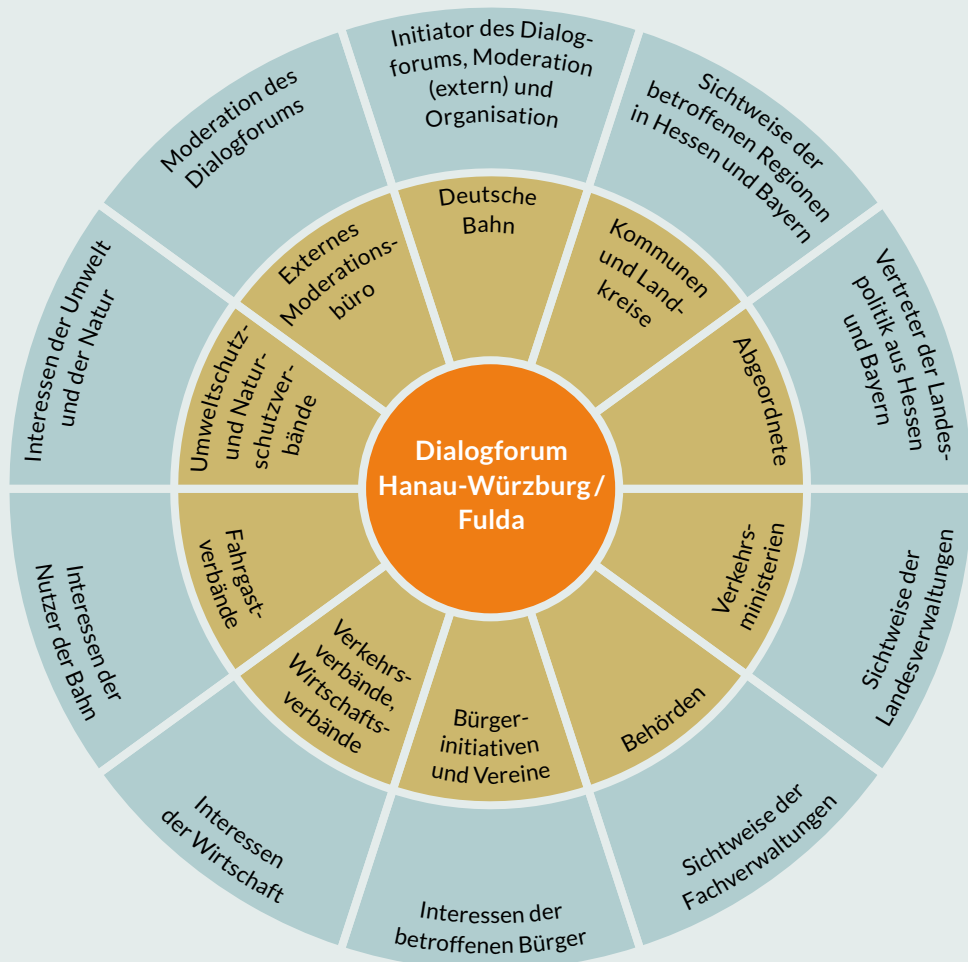 Initiator des Dialog-
forums, Moderation
(extern) und
Organisation
Sichtweise der
betroffenen Regionen
in Hessen und Bayern
Vertreter der Landes-
politik aus Hessen
und Bayern
Sichtweise der
Landesverwaltungen
Sichtweise der
Fachverwaltungen
Interessen der
betroffenen Bürger
Interessen
der Wirtschaft
Interessen der
Nutzer der Bahn
Interessen der Umwelt
und der Natur
Moderation des
Dialogforums
Deutsche
Bahn
Kommunen
und Land-
kreise
Abgeordnete
Verkehrs-
ministerien
Behörden
Bürger-
initiativen
und Vereine
Verkehrs-
verbände,
Wirtschafts-
verbände
Fahrgast-
verbände
Umweltschutz-
und Natur-
schutzver-
bände
Externes
Moderations-
büro
Dialogforum
Hanau-Würzburg/
Fulda